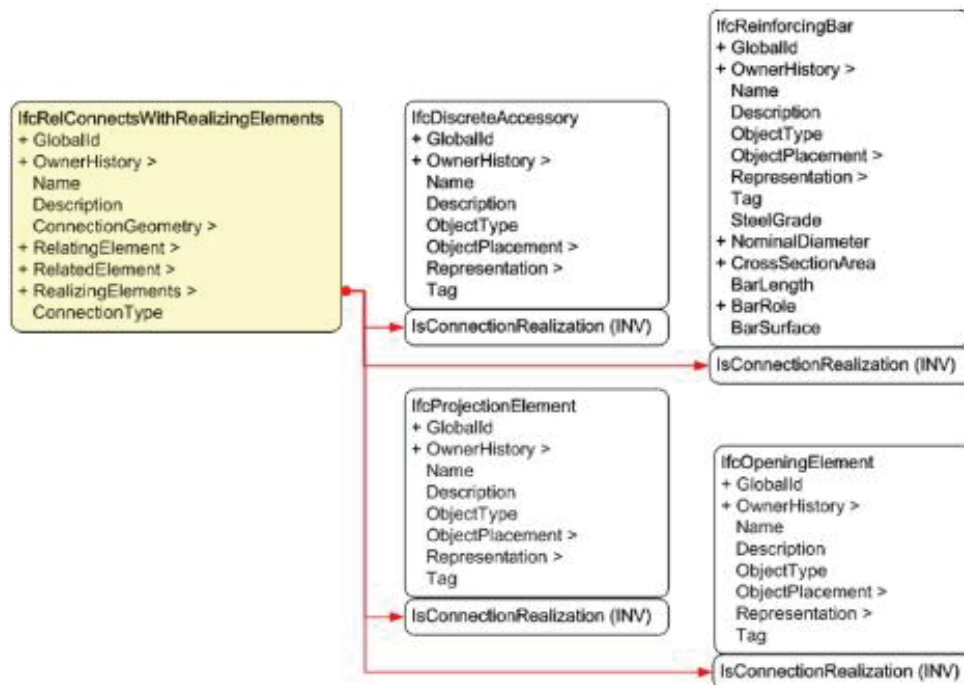 IfcRelConnectsWithRealizingElements
+ GlobalId
+ OwnerHistory >
Name
Description
ConnectionGeometry >
+ RelatingElement >
+ RelatedElement >
+ RealizingElements >
ConnectionType
IfcDiscreteAccessory
+ GlobalId
+ OwnerHistory >
Name
Description
ObjectType
ObjectPlacement >
Representation >
Tag
IsConnectionRealization (INV)
IfcReinforcingBar
+ GlobalId
+ OwnerHistory >
Name
Description
ObjectType
ObjectPlacement >
Representation >
Tag
SteelGrade
+ NominalDiameter
+ CrossSectionArea
BarLength
+ BarRole
BarSurface
IsConnectionRealization (INV)
IfcProjectionElement
+ GlobalId
+ OwnerHistory >
Name
Description
ObjectType
ObjectPlacement >
Representation >
Tag
IsConnectionRealization (INV)
IfcOpeningElement
+ GlobalId
+ OwnerHistory >
Name
Description
ObjectType
ObjectPlacement >
Representation >
Tag
IsConnectionRealization (INV)